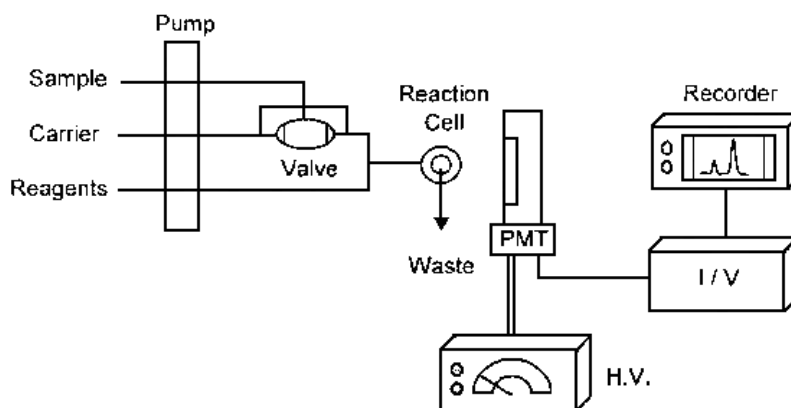 Pump
Sample
Carrier
Reagents
Valve
Reaction
Cell
Waste
PMT
Recorder
I / V
H.V.